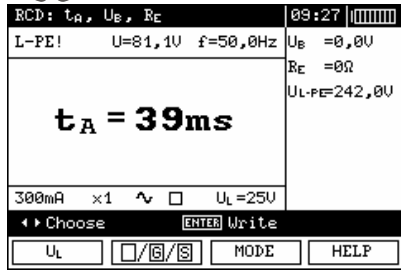 RCD: tA, UB, RE 09:27
L-PE! U=81,1V f=50,0Hz
UB =0,0V
RE =0Ω
UL-PE=242,0V
tA = 39ms
300mA ×1 ∿ □ UL=25V
◂ ▸ Choose ENTER Write
UL □/G/S MODE HELP